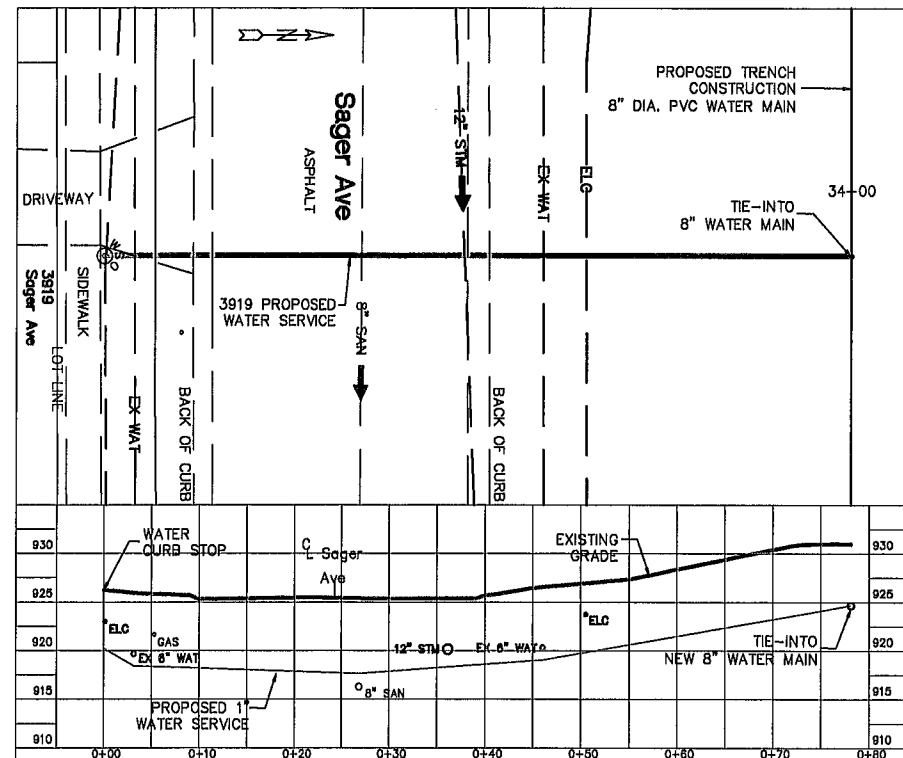 N
PROPOSED TRENCH
CONSTRUCTION
8" DIA. PVC WATER MAIN
Sager Ave
ASPHALT
12" STM
EX WAT
ELC
34+00
DRIVEWAY
TIE-INTO
8" WATER MAIN
WSO
3919
Sager Ave
SIDEWALK
LOT LINE
EX WAT
BACK OF CURB
3919 PROPOSED
WATER SERVICE
8" SAN
BACK OF CURB
930
WATER
CURB STOP
CL Sager
Ave
EXISTING
GRADE
930
925
925
ELC
GAS
ELC
920
EX 6" WAT
12" STM
EX 6" WAT
TIE-INTO
NEW 8" WATER MAIN
920
915
PROPOSED 1"
WATER SERVICE
8" SAN
915
910
910
0+00
0+10
0+20
0+30
0+40
0+50
0+60
0+70
0+80